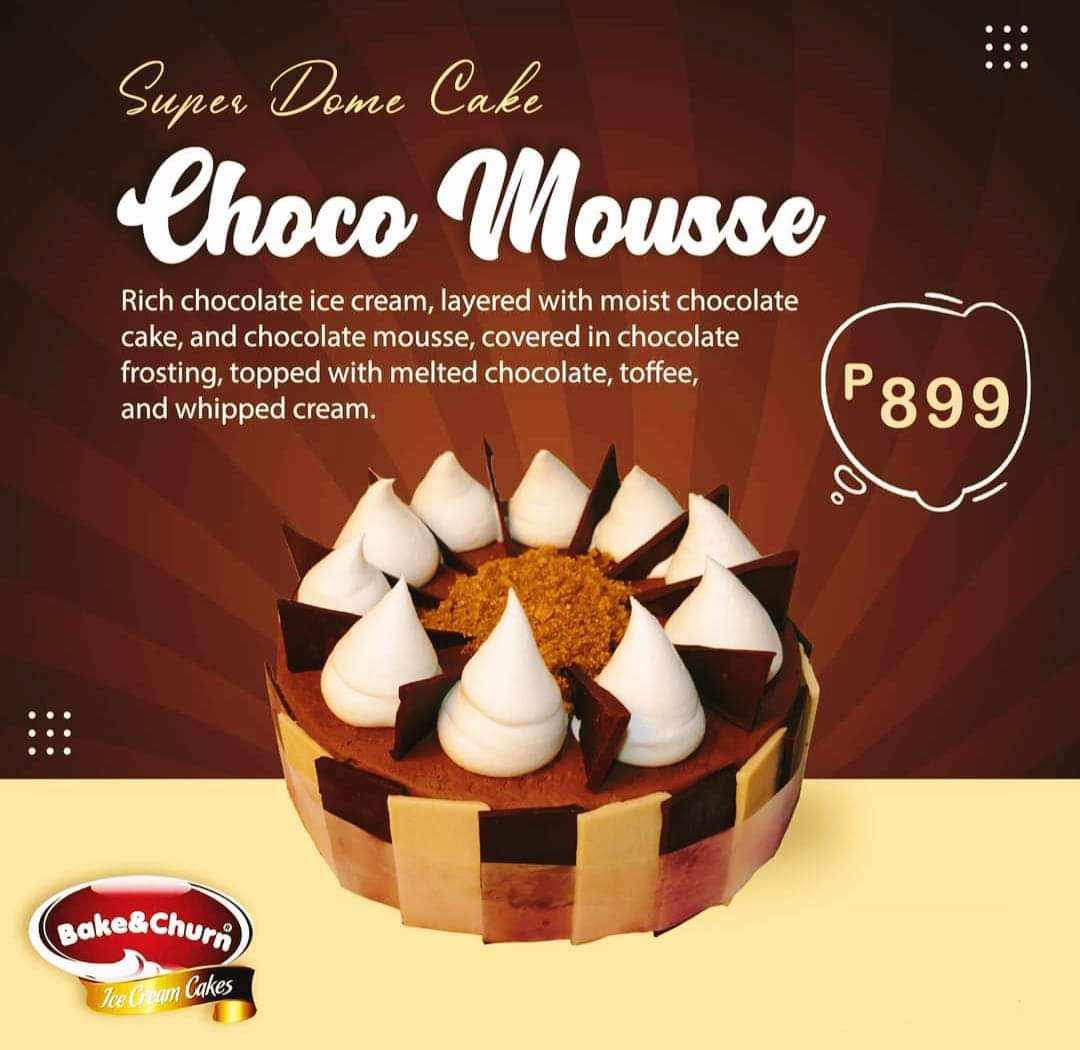 Super Dome Cake
Choco Mousse
Rich chocolate ice cream, layered with moist chocolate
cake, and chocolate mousse, covered in chocolate
frosting, topped with melted chocolate, toffee,
and whipped cream.
P899
Bake&Churn®
Ice Cream Cakes